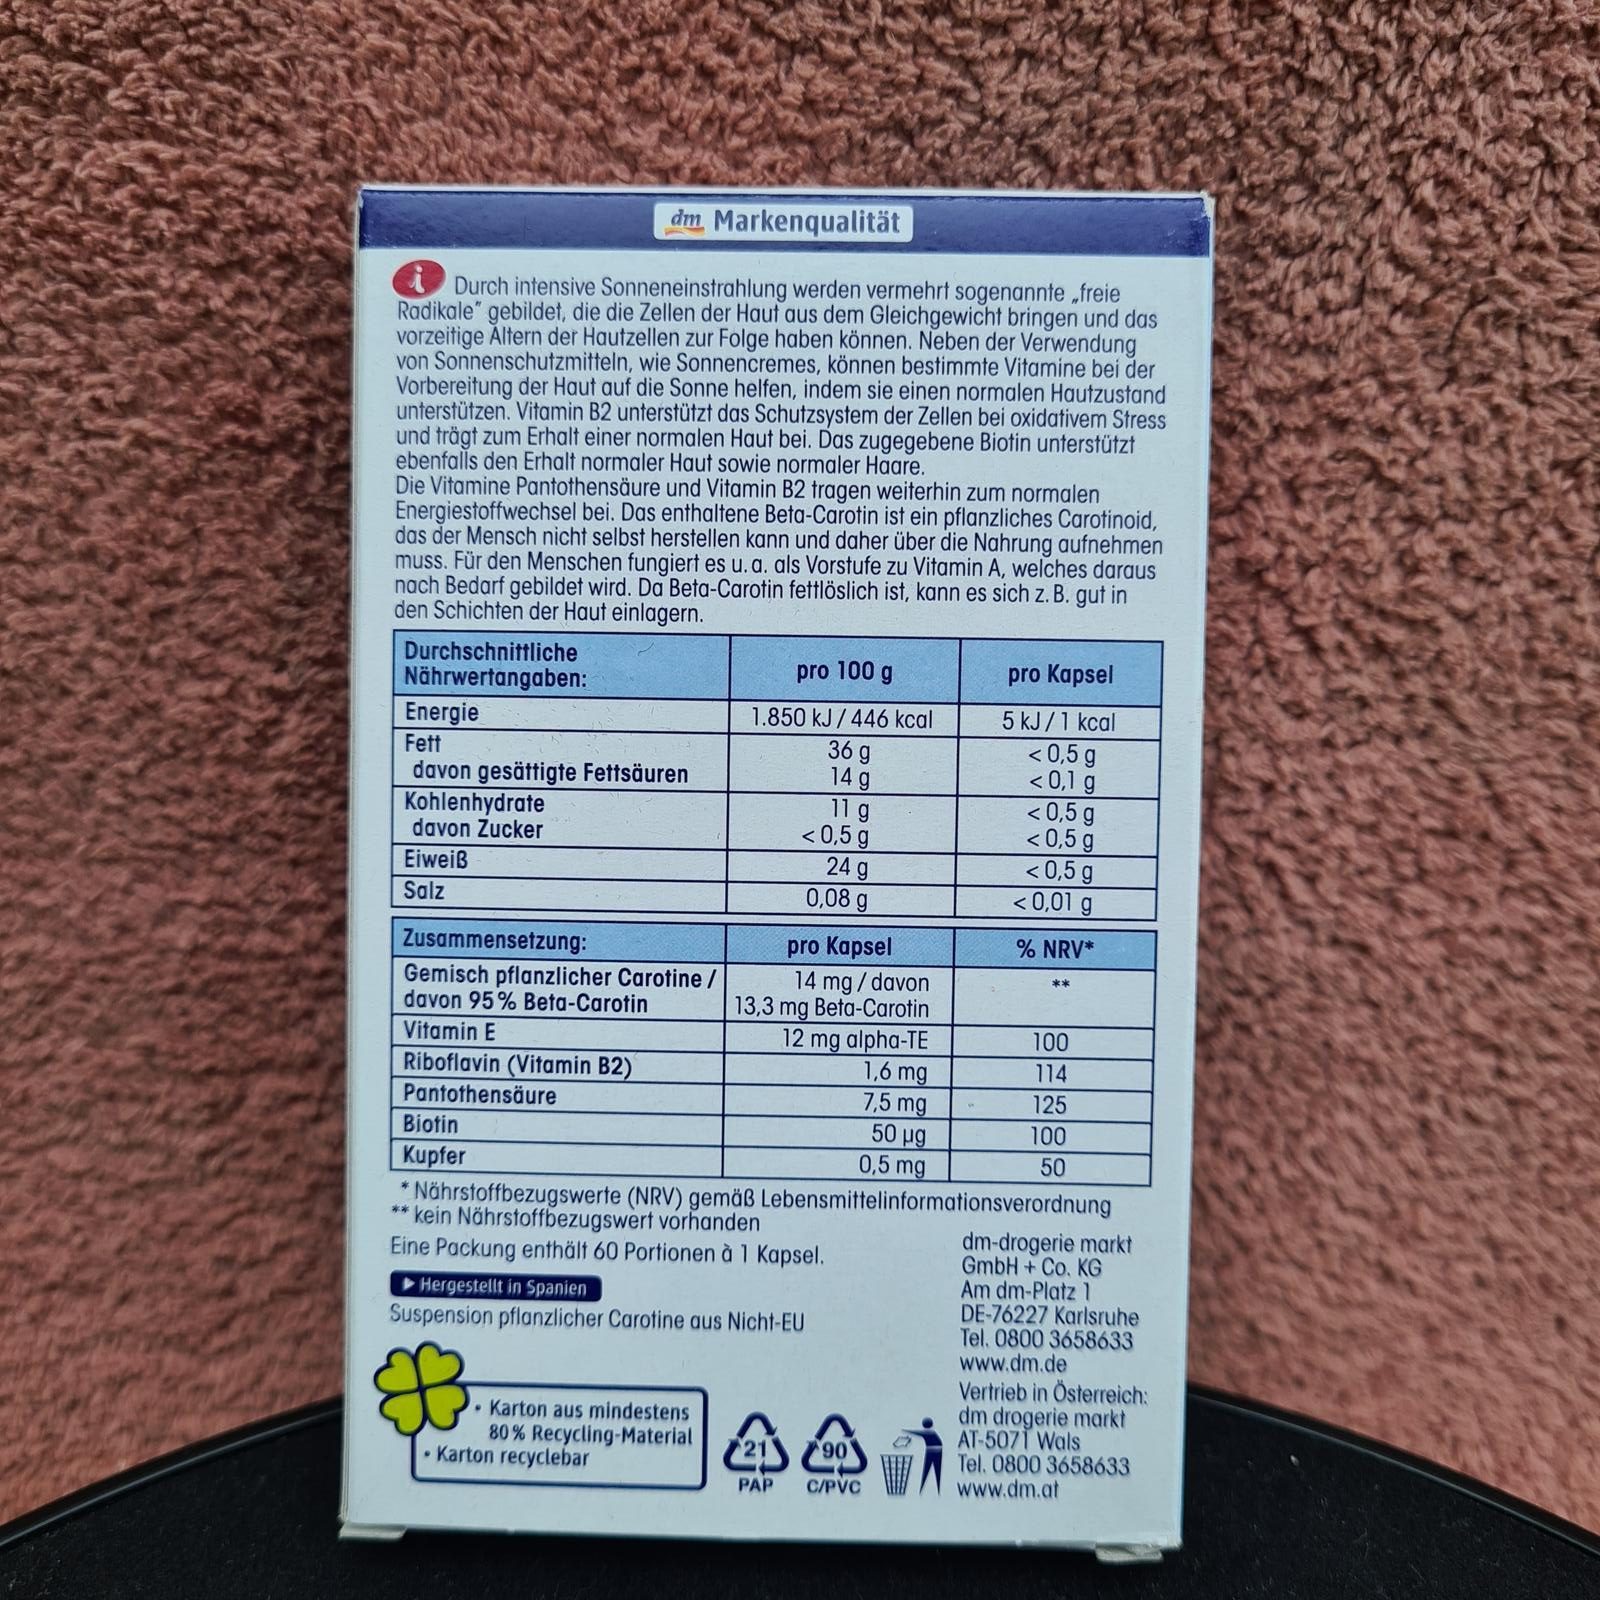 dm Markenqualität
i Durch intensive Sonneneinstrahlung werden vermehrt sogenannte „freie
Radikale" gebildet, die die Zellen der Haut aus dem Gleichgewicht bringen und das
vorzeitige Altern der Hautzellen zur Folge haben können. Neben der Verwendung
von Sonnenschutzmitteln, wie Sonnencremes, können bestimmte Vitamine bei der
Vorbereitung der Haut auf die Sonne helfen, indem sie einen normalen Hautzustand
unterstützen. Vitamin B2 unterstützt das Schutzsystem der Zellen bei oxidativem Stress
und trägt zum Erhalt einer normalen Haut bei. Das zugegebene Biotin unterstützt
ebenfalls den Erhalt normaler Haut sowie normaler Haare.
Die Vitamine Pantothensäure und Vitamin B2 tragen weiterhin zum normalen
Energiestoffwechsel bei. Das enthaltene Beta-Carotin ist ein pflanzliches Carotinoid,
das der Mensch nicht selbst herstellen kann und daher über die Nahrung aufnehmen
muss. Für den Menschen fungiert es u. a. als Vorstufe zu Vitamin A, welches daraus
nach Bedarf gebildet wird. Da Beta-Carotin fettlöslich ist, kann es sich z. B. gut in
den Schichten der Haut einlagern.
Durchschnittliche
Nährwertangaben: pro 100 g pro Kapsel
Energie 1.850 kJ / 446 kcal 5 kJ / 1 kcal
Fett 36 g < 0,5 g
davon gesättigte Fettsäuren 14 g < 0,1 g
Kohlenhydrate 11 g < 0,5 g
davon Zucker < 0,5 g < 0,5 g
Eiweiß 24 g < 0,5 g
Salz 0,08 g < 0,01 g
Zusammensetzung: pro Kapsel % NRV*
Gemisch pflanzlicher Carotine / 14 mg / davon **
davon 95 % Beta-Carotin 13,3 mg Beta-Carotin
Vitamin E 12 mg alpha-TE 100
Riboflavin (Vitamin B2) 1,6 mg 114
Pantothensäure 7,5 mg 125
Biotin 50 µg 100
Kupfer 0,5 mg 50
* Nährstoffbezugswerte (NRV) gemäß Lebensmittelinformationsverordnung
** kein Nährstoffbezugswert vorhanden
Eine Packung enthält 60 Portionen à 1 Kapsel.
Hergestellt in Spanien
Suspension pflanzlicher Carotine aus Nicht-EU
• Karton aus mindestens
80 % Recycling-Material
• Karton recyclebar
21
PAP
90
C/PVC
dm-drogerie markt
GmbH + Co. KG
Am dm-Platz 1
DE-76227 Karlsruhe
Tel. 0800 3658633
www.dm.de
Vertrieb in Österreich:
dm drogerie markt
AT-5071 Wals
Tel. 0800 3658633
www.dm.at